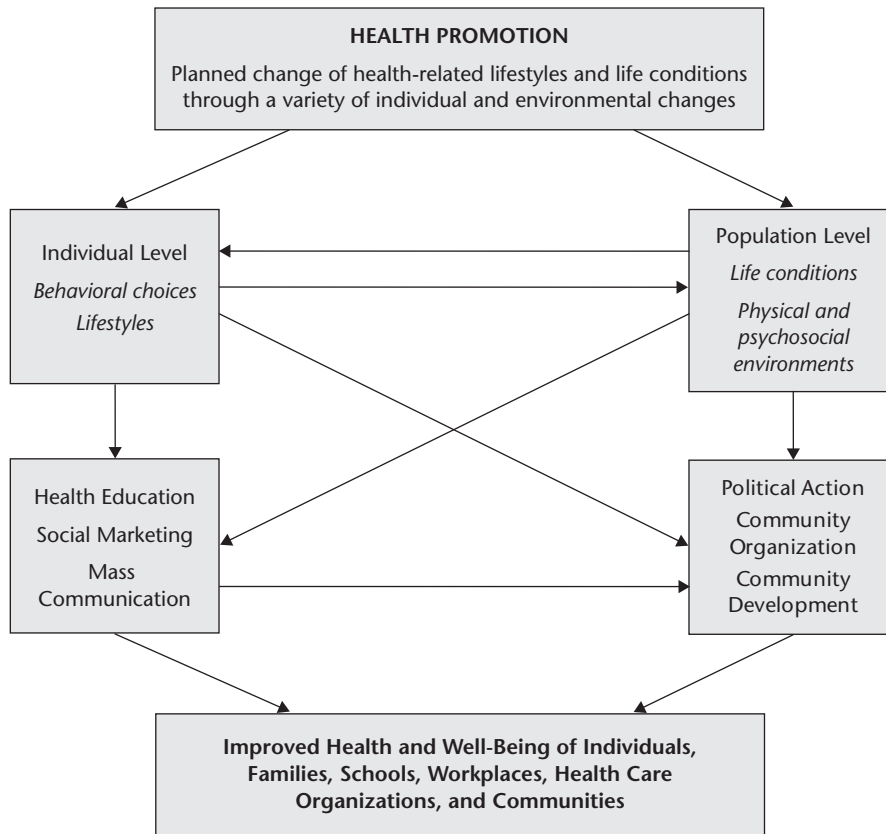 HEALTH PROMOTION
Planned change of health-related lifestyles and life conditions
through a variety of individual and environmental changes
Individual Level
Behavioral choices
Lifestyles
Population Level
Life conditions
Physical and
psychosocial
environments
Health Education
Social Marketing
Mass
Communication
Political Action
Community
Organization
Community
Development
Improved Health and Well-Being of Individuals,
Families, Schools, Workplaces, Health Care
Organizations, and Communities